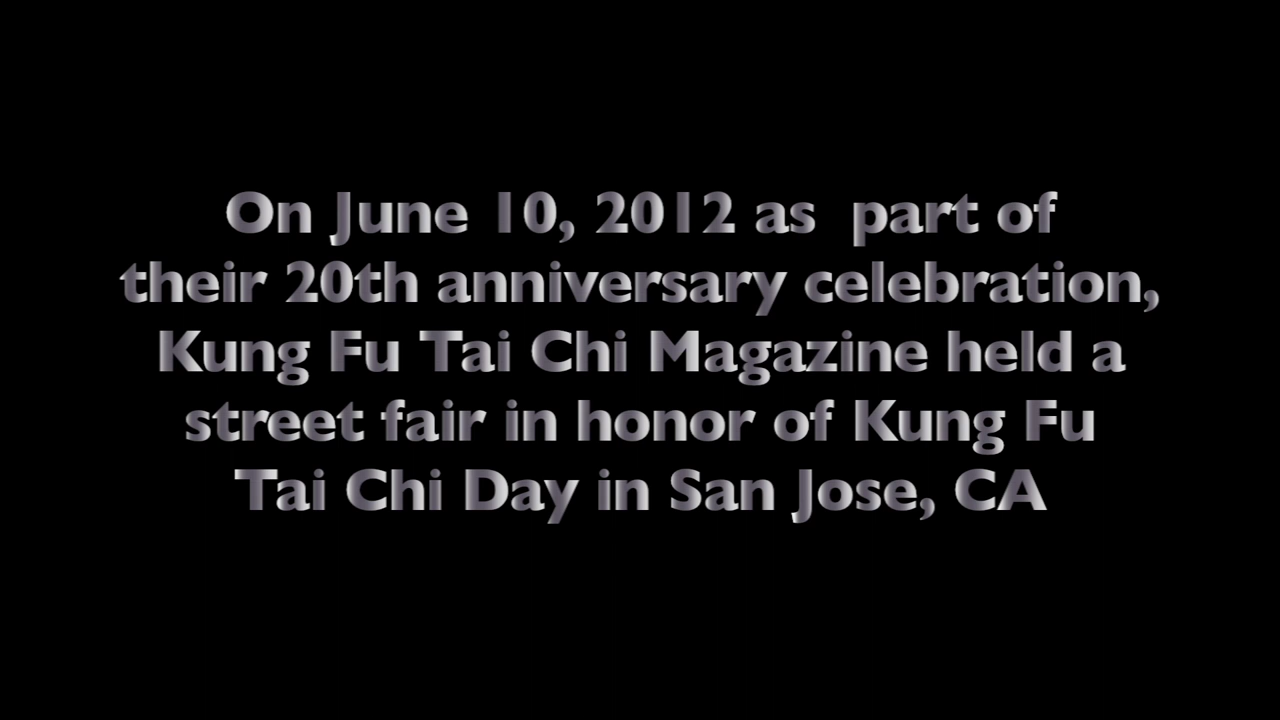 On June 10, 2012 as  part of
their 20th anniversary celebration,
Kung Fu Tai Chi Magazine held a
street fair in honor of Kung Fu
Tai Chi Day in San Jose, CA